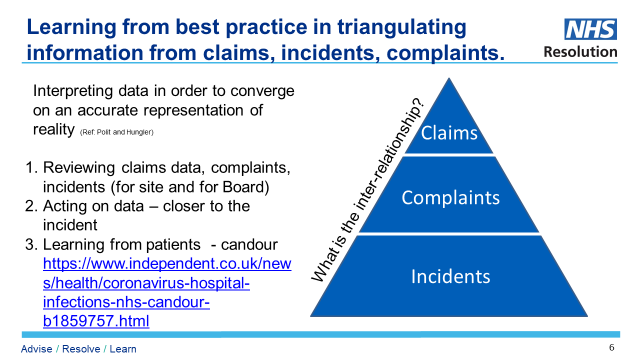 Learning from best practice in triangulating
information from claims, incidents, complaints.
NHS
Resolution
Interpreting data in order to converge
on an accurate representation of
reality (Ref: Polit and Hungler)
1. Reviewing claims data, complaints,
incidents (for site and for Board)
2. Acting on data – closer to the
incident
3. Learning from patients - candour
https://www.independent.co.uk/new
s/health/coronavirus-hospital-
infections-nhs-candour-
b1859757.html
What is the inter-relationship?
Claims
Complaints
Incidents
Advise / Resolve / Learn
6